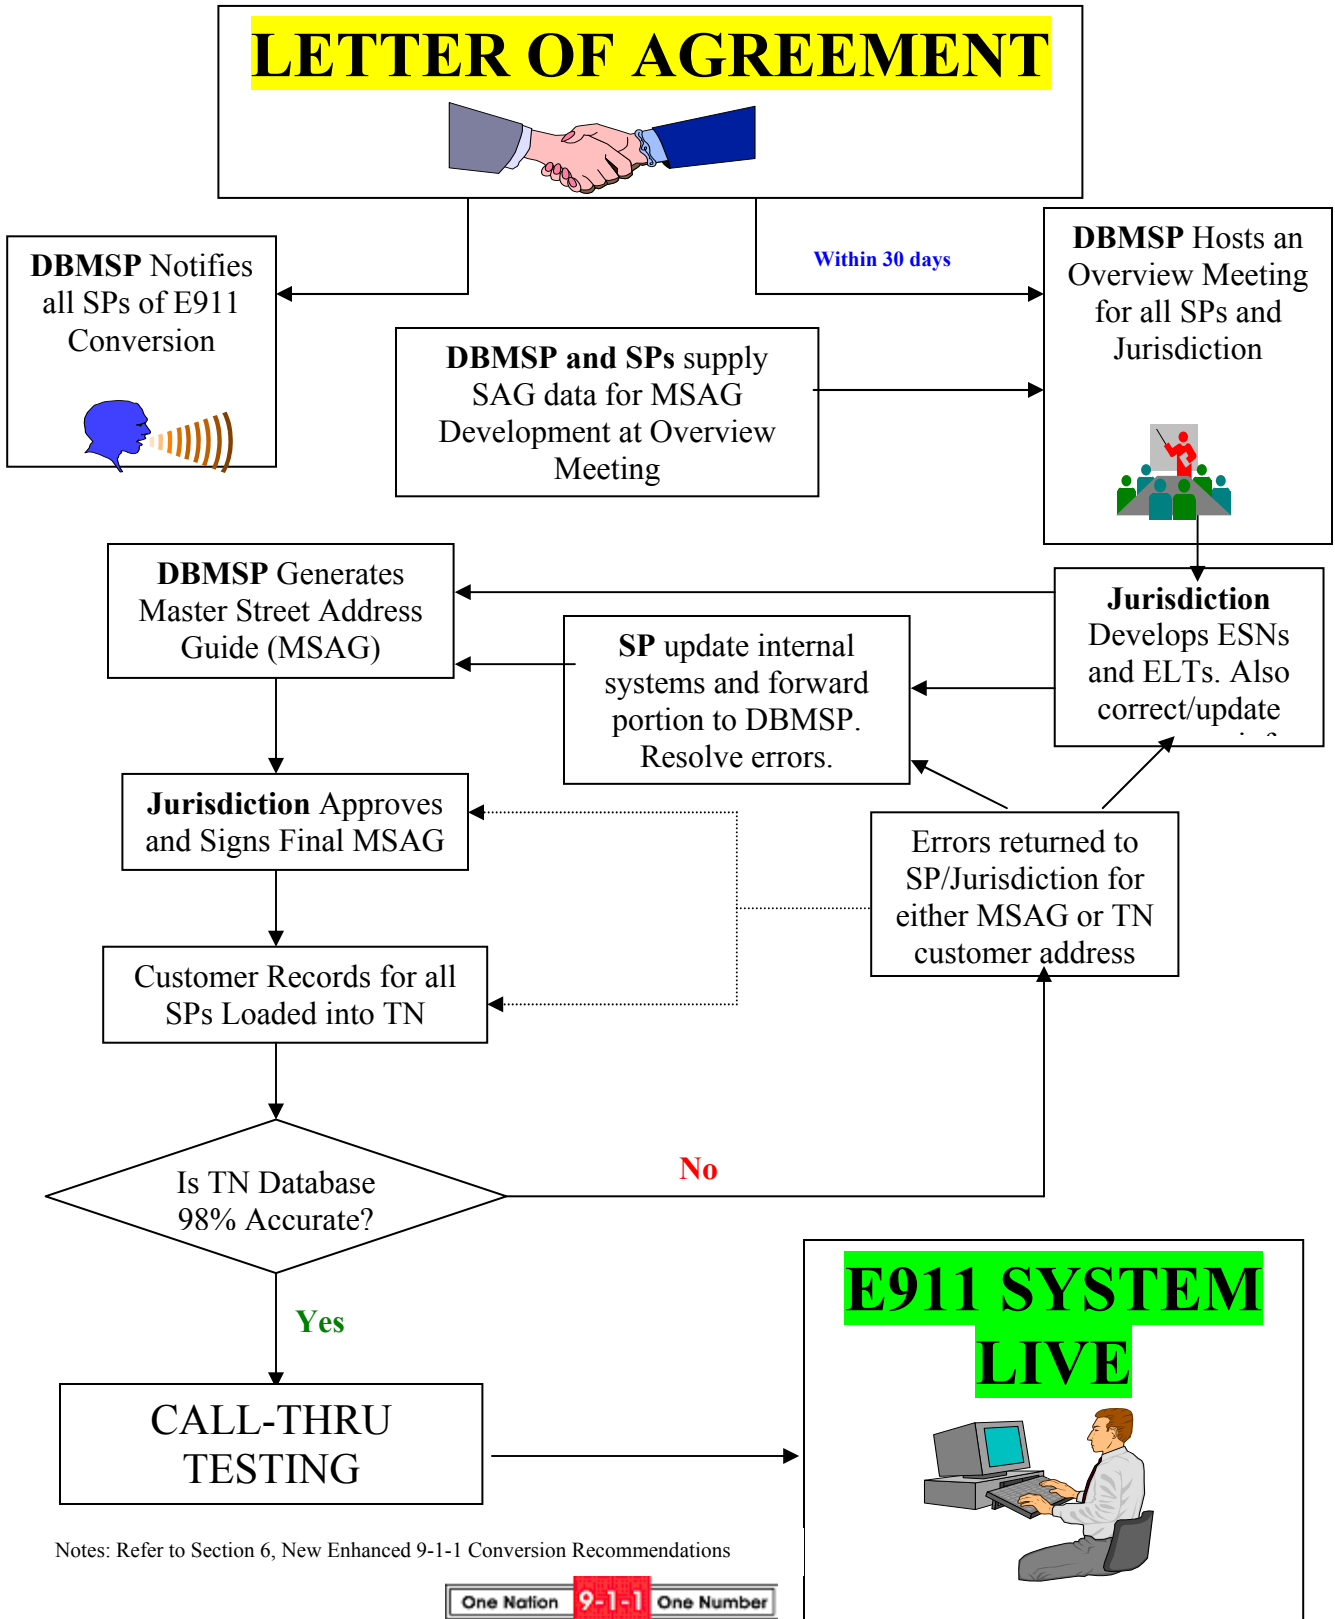 LETTER OF AGREEMENT
DBMSP Notifies
all SPs of E911
Conversion
Within 30 days
DBMSP Hosts an
Overview Meeting
for all SPs and
Jurisdiction
DBMSP and SPs supply
SAG data for MSAG
Development at Overview
Meeting
DBMSP Generates
Master Street Address
Guide (MSAG)
SP update internal
systems and forward
portion to DBMSP.
Resolve errors.
Jurisdiction
Develops ESNs
and ELTs. Also
correct/update
Jurisdiction Approves
and Signs Final MSAG
Errors returned to
SP/Jurisdiction for
either MSAG or TN
customer address
Customer Records for all
SPs Loaded into TN
Is TN Database
98% Accurate?
No
Yes
E911 SYSTEM
LIVE
CALL-THRU
TESTING
Notes: Refer to Section 6, New Enhanced 9-1-1 Conversion Recommendations
One Nation 9-1-1 One Number